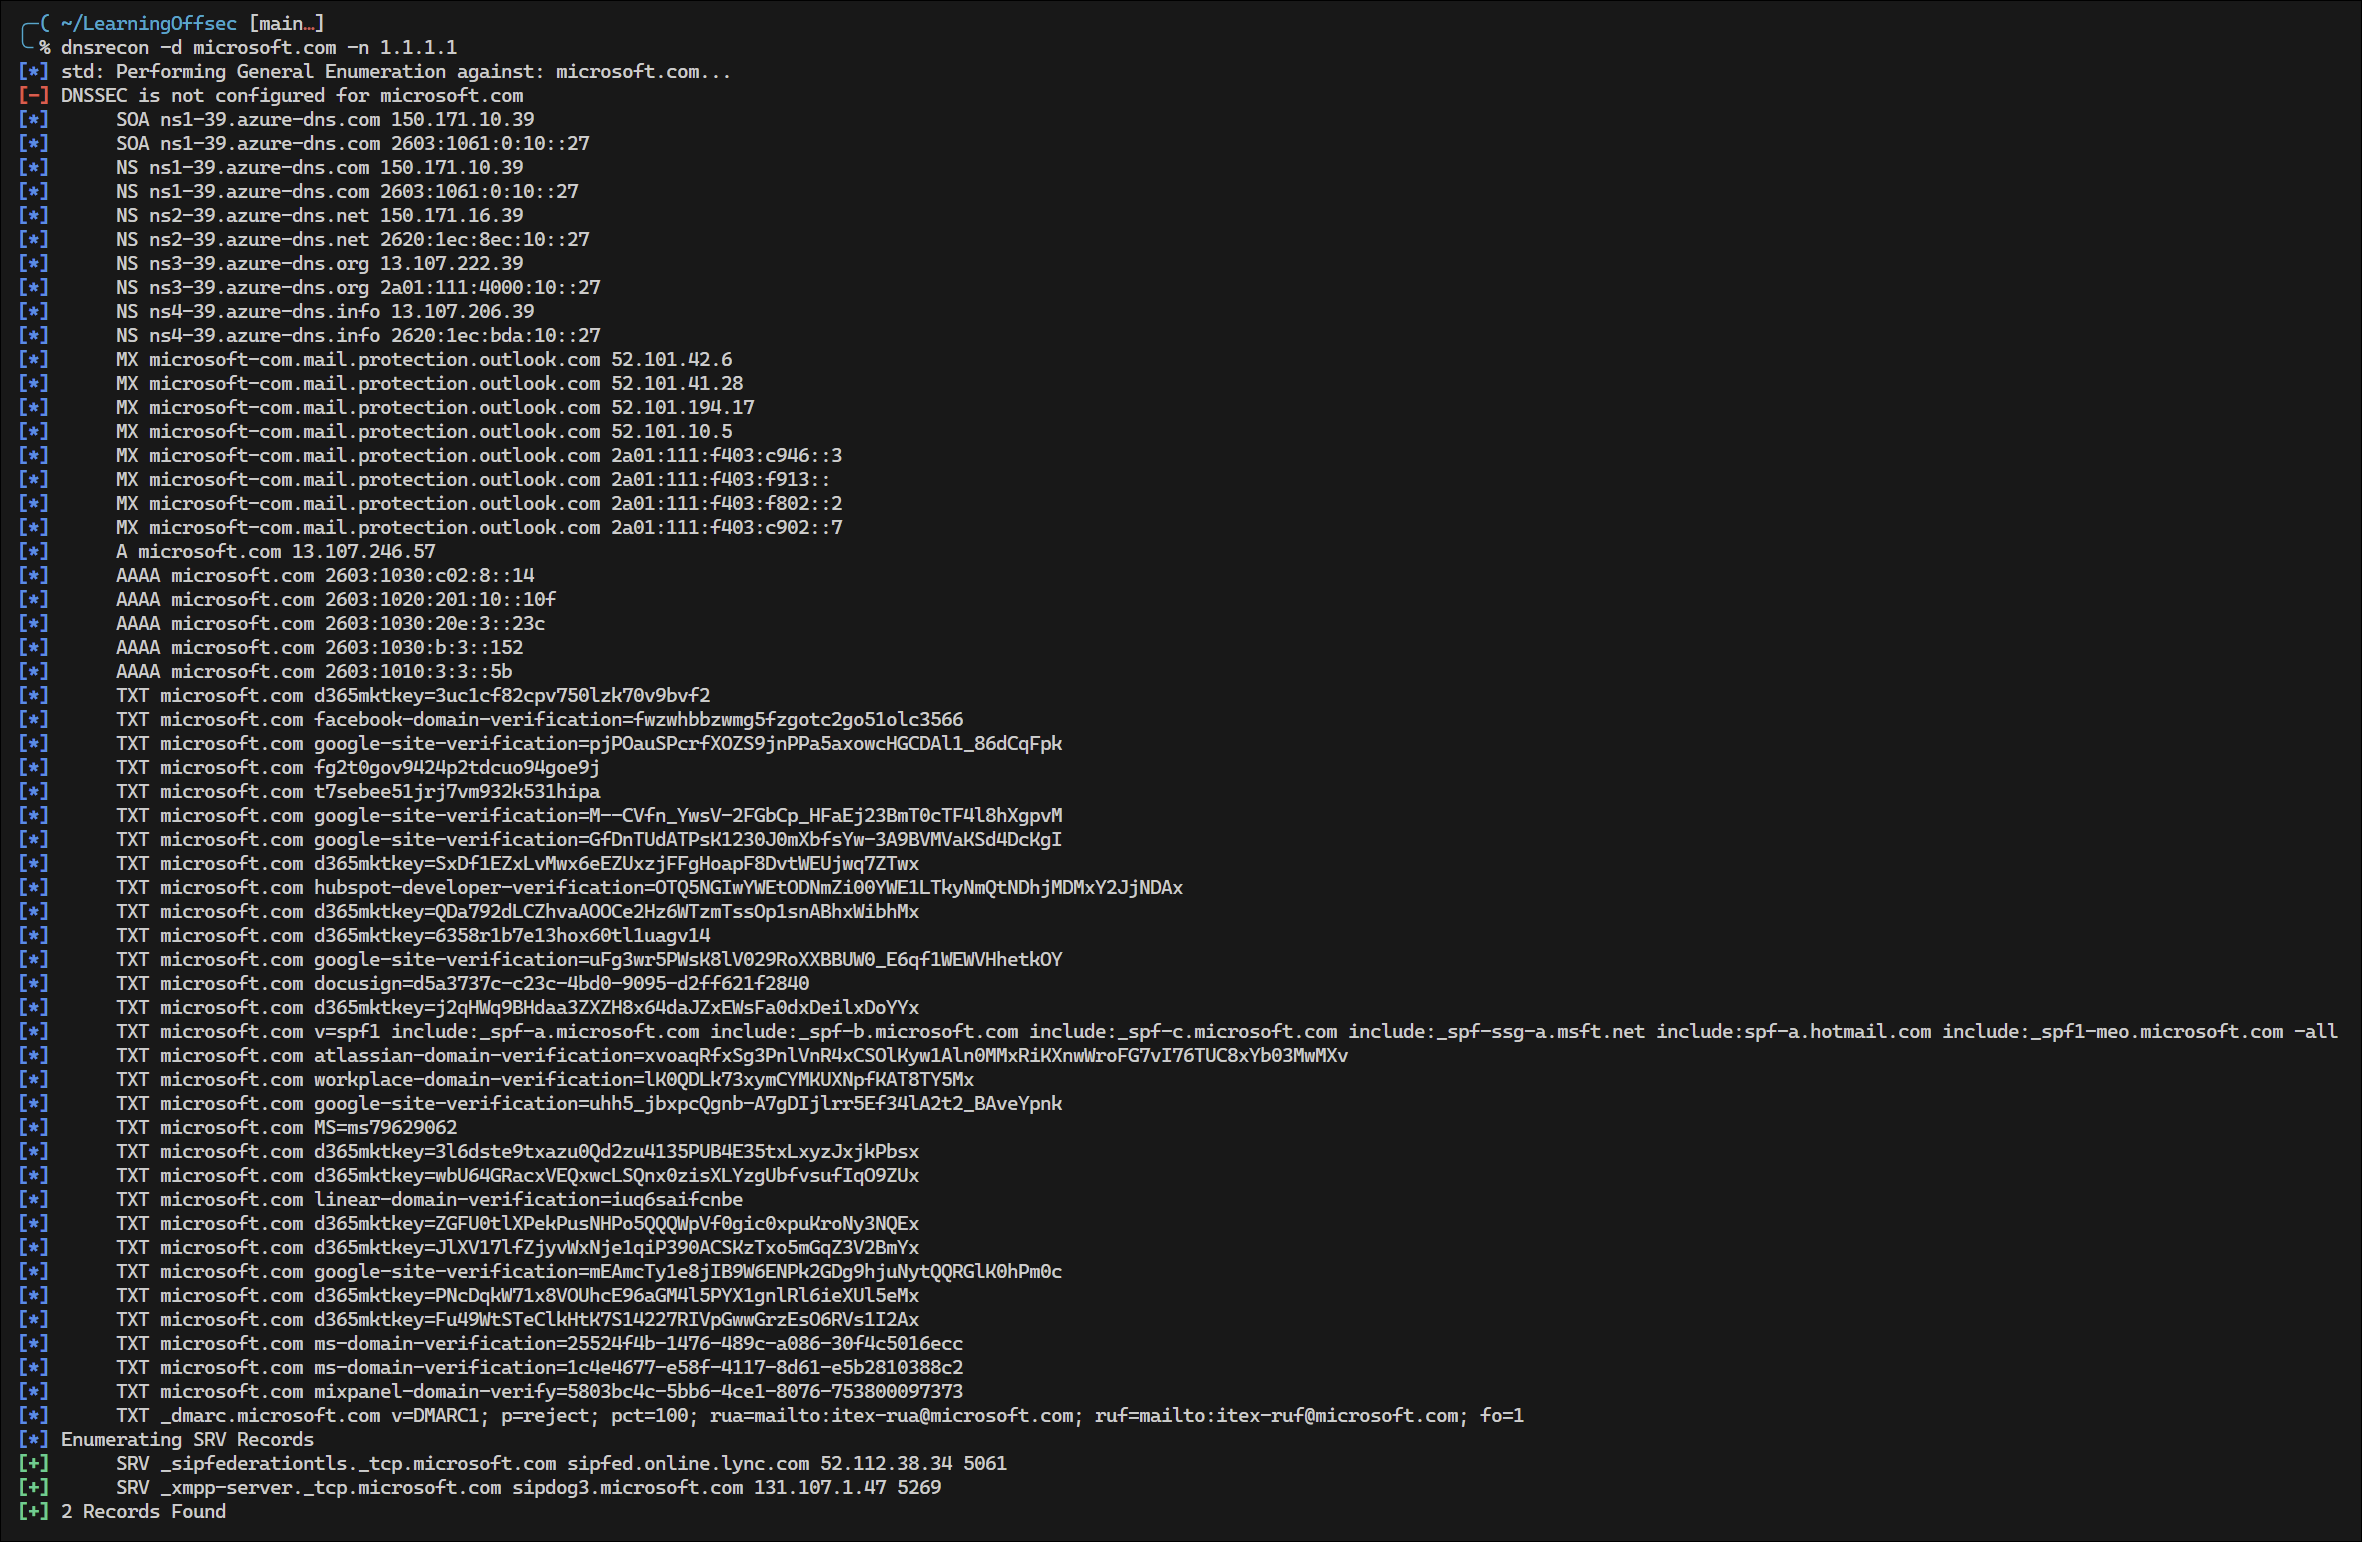 ╭─( ~/LearningOffsec [main…]
╰─% dnsrecon -d microsoft.com -n 1.1.1.1
[*] std: Performing General Enumeration against: microsoft.com...
[-] DNSSEC is not configured for microsoft.com
[*]      SOA ns1-39.azure-dns.com 150.171.10.39
[*]      SOA ns1-39.azure-dns.com 2603:1061:0:10::27
[*]      NS ns1-39.azure-dns.com 150.171.10.39
[*]      NS ns1-39.azure-dns.com 2603:1061:0:10::27
[*]      NS ns2-39.azure-dns.net 150.171.16.39
[*]      NS ns2-39.azure-dns.net 2620:1ec:8ec:10::27
[*]      NS ns3-39.azure-dns.org 13.107.222.39
[*]      NS ns3-39.azure-dns.org 2a01:111:4000:10::27
[*]      NS ns4-39.azure-dns.info 13.107.206.39
[*]      NS ns4-39.azure-dns.info 2620:1ec:bda:10::27
[*]      MX microsoft-com.mail.protection.outlook.com 52.101.42.6
[*]      MX microsoft-com.mail.protection.outlook.com 52.101.41.28
[*]      MX microsoft-com.mail.protection.outlook.com 52.101.194.17
[*]      MX microsoft-com.mail.protection.outlook.com 52.101.10.5
[*]      MX microsoft-com.mail.protection.outlook.com 2a01:111:f403:c946::3
[*]      MX microsoft-com.mail.protection.outlook.com 2a01:111:f403:f913::
[*]      MX microsoft-com.mail.protection.outlook.com 2a01:111:f403:f802::2
[*]      MX microsoft-com.mail.protection.outlook.com 2a01:111:f403:c902::7
[*]      A microsoft.com 13.107.246.57
[*]      AAAA microsoft.com 2603:1030:c02:8::14
[*]      AAAA microsoft.com 2603:1020:201:10::10f
[*]      AAAA microsoft.com 2603:1030:20e:3::23c
[*]      AAAA microsoft.com 2603:1030:b:3::152
[*]      AAAA microsoft.com 2603:1010:3:3::5b
[*]      TXT microsoft.com d365mktkey=3uc1cf82cpv750lzk70v9bvf2
[*]      TXT microsoft.com facebook-domain-verification=fwzwhbbzwmg5fzgotc2go51olc3566
[*]      TXT microsoft.com google-site-verification=pjPOauSPcrfXOZS9jnPPa5axowcHGCDAl1_86dCqFpk
[*]      TXT microsoft.com fg2t0gov9424p2tdcuo94goe9j
[*]      TXT microsoft.com t7sebee51jrj7vm932k531hipa
[*]      TXT microsoft.com google-site-verification=M--CVfn_YwsV-2FGbCp_HFaEj23BmT0cTF4l8hXgpvM
[*]      TXT microsoft.com google-site-verification=GfDnTUdATPsK1230J0mXbfsYw-3A9BVMVaKSd4DcKgI
[*]      TXT microsoft.com d365mktkey=SxDf1EZxLvMwx6eEZUxzjFFgHoapF8DvtWEUjwq7ZTwx
[*]      TXT microsoft.com hubspot-developer-verification=OTQ5NGIwYWEtODNmZi00YWE1LTkyNmQtNDhjMDMxY2JjNDAx
[*]      TXT microsoft.com d365mktkey=QDa792dLCZhvaAOOCe2Hz6WTzmTssOp1snABhxWibhMx
[*]      TXT microsoft.com d365mktkey=6358r1b7e13hox60tl1uagv14
[*]      TXT microsoft.com google-site-verification=uFg3wr5PWsK8lV029RoXXBBUW0_E6qf1WEWVHhetkOY
[*]      TXT microsoft.com docusign=d5a3737c-c23c-4bd0-9095-d2ff621f2840
[*]      TXT microsoft.com d365mktkey=j2qHWq9BHdaa3ZXZH8x64daJZxEWsFa0dxDeilxDoYYx
[*]      TXT microsoft.com v=spf1 include:_spf-a.microsoft.com include:_spf-b.microsoft.com include:_spf-c.microsoft.com include:_spf-ssg-a.msft.net include:spf-a.hotmail.com include:_spf1-meo.microsoft.com -all
[*]      TXT microsoft.com atlassian-domain-verification=xvoaqRfxSg3PnlVnR4xCSOlKyw1Aln0MMxRiKXnwWroFG7vI76TUC8xYb03MwMXv
[*]      TXT microsoft.com workplace-domain-verification=lK0QDLk73xymCYMKUXNpfKAT8TY5Mx
[*]      TXT microsoft.com google-site-verification=uhh5_jbxpcQgnb-A7gDIjlrr5Ef34lA2t2_BAveYpnk
[*]      TXT microsoft.com MS=ms79629062
[*]      TXT microsoft.com d365mktkey=3l6dste9txazu0Qd2zu4135PUB4E35txLxyzJxjkPbsx
[*]      TXT microsoft.com d365mktkey=wbU64GRacxVEQxwcLSQnx0zisXLYzgUbfvsufIqO9ZUx
[*]      TXT microsoft.com linear-domain-verification=iuq6saifcnbe
[*]      TXT microsoft.com d365mktkey=ZGFU0tlXPekPusNHPo5QQQWpVf0gic0xpuKroNy3NQEx
[*]      TXT microsoft.com d365mktkey=JlXV17lfZjyvWxNje1qiP390ACSKzTxo5mGqZ3V2BmYx
[*]      TXT microsoft.com google-site-verification=mEAmcTy1e8jIB9W6ENPk2GDg9hjuNytQQRGlK0hPm0c
[*]      TXT microsoft.com d365mktkey=PNcDqkW71x8VOUhcE96aGM4l5PYX1gnlRl6ieXUl5eMx
[*]      TXT microsoft.com d365mktkey=Fu49WtSTeClkHtK7S14227RIVpGwwGrzEsO6RVs1I2Ax
[*]      TXT microsoft.com ms-domain-verification=25524f4b-1476-489c-a086-30f4c5016ecc
[*]      TXT microsoft.com ms-domain-verification=1c4e4677-e58f-4117-8d61-e5b2810388c2
[*]      TXT microsoft.com mixpanel-domain-verify=5803bc4c-5bb6-4ce1-8076-753800097373
[*]      TXT _dmarc.microsoft.com v=DMARC1; p=reject; pct=100; rua=mailto:itex-rua@microsoft.com; ruf=mailto:itex-ruf@microsoft.com; fo=1
[*] Enumerating SRV Records
[+]      SRV _sipfederationtls._tcp.microsoft.com sipfed.online.lync.com 52.112.38.34 5061
[+]      SRV _xmpp-server._tcp.microsoft.com sipdog3.microsoft.com 131.107.1.47 5269
[+] 2 Records Found